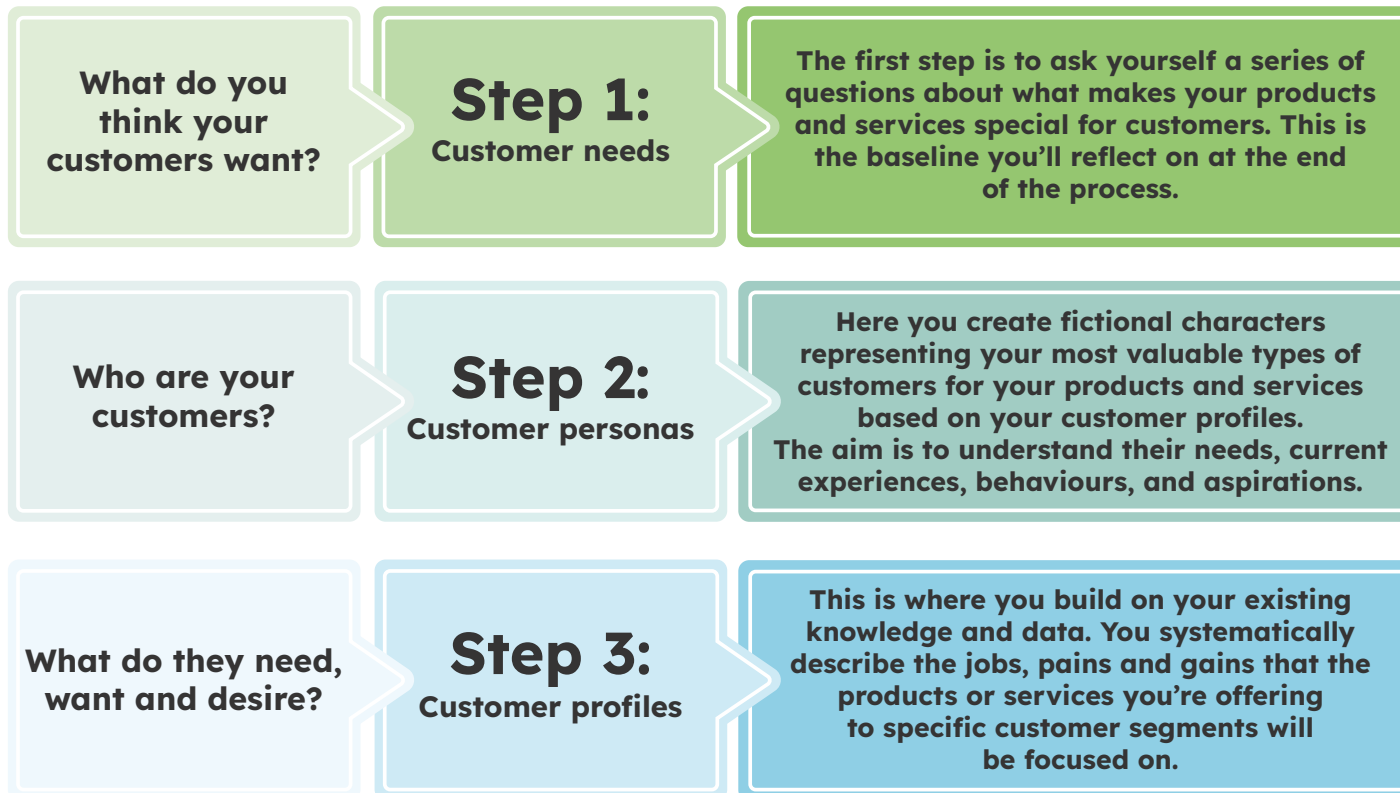 What do you
think your
customers want?
Step 1:
Customer needs
The first step is to ask yourself a series of
questions about what makes your products
and services special for customers. This is
the baseline you’ll reflect on at the end
of the process.
Who are your
customers?
Step 2:
Customer personas
Here you create fictional characters
representing your most valuable types of
customers for your products and services
based on your customer profiles.
The aim is to understand their needs, current
experiences, behaviours, and aspirations.
What do they need,
want and desire?
Step 3:
Customer profiles
This is where you build on your existing
knowledge and data. You systematically
describe the jobs, pains and gains that the
products or services you’re offering
to specific customer segments will
be focused on.